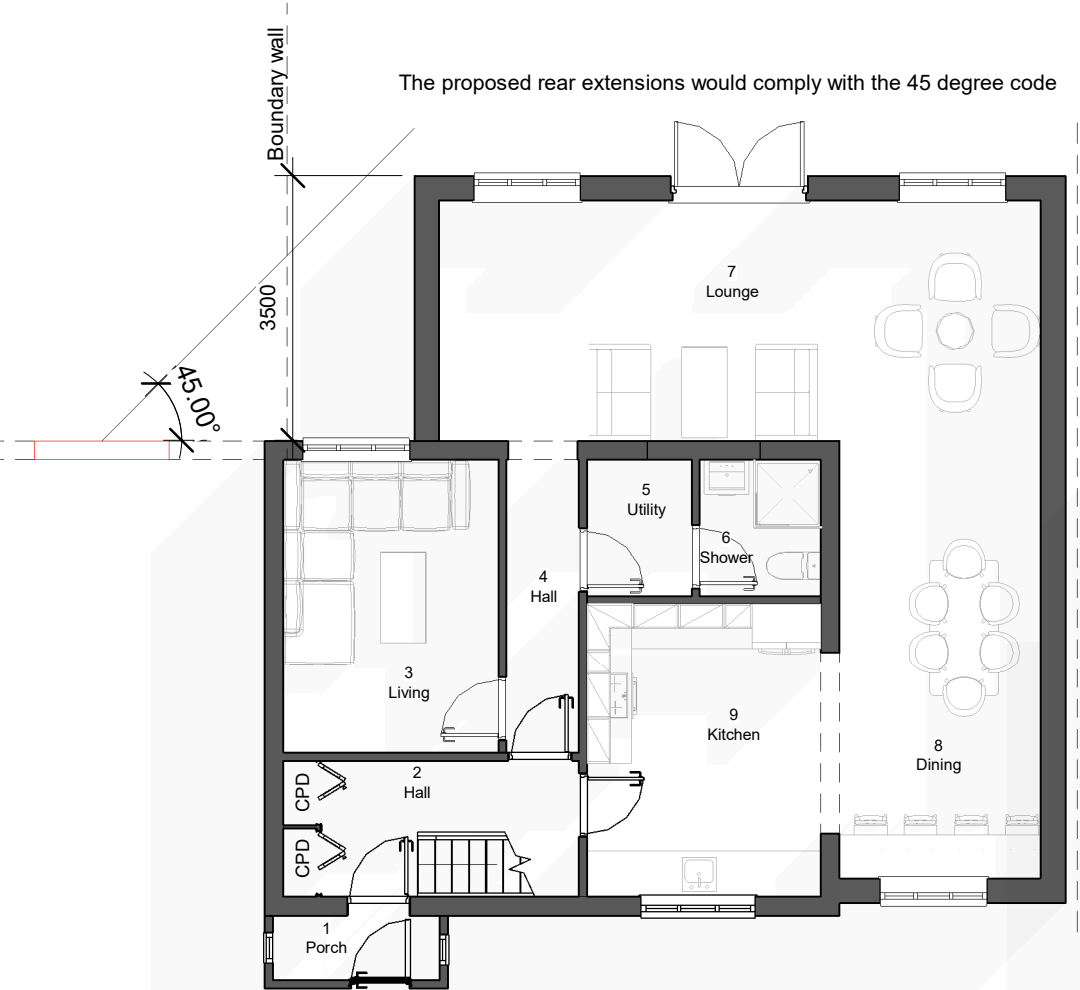 Boundary wall
The proposed rear extensions would comply with the 45 degree code
3500
45.00°
7
Lounge
5
Utility
6
Shower
4
Hall
3
Living
9
Kitchen
8
Dining
2
Hall
CPD
CPD
1
Porch